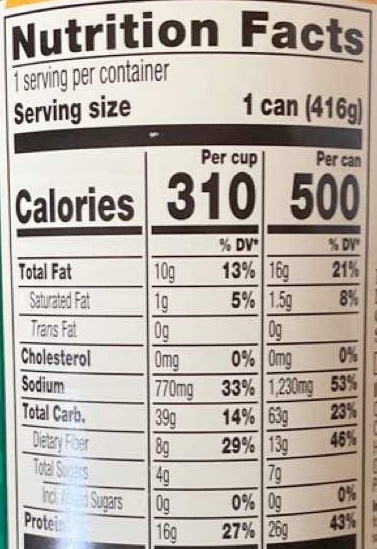 Nutrition Facts
1 serving per container
Serving size 1 can (416g)
Per cup Per can
Calories 310 500
% DV* % DV*
Total Fat 10g 13% 16g 21%
Saturated Fat 1g 5% 1.5g 8%
Trans Fat 0g 0g
Cholesterol 0mg 0% 0mg 0%
Sodium 770mg 33% 1,230mg 53%
Total Carb. 39g 14% 63g 23%
Dietary Fiber 8g 29% 13g 46%
Total Sugars 4g 7g
Incl. Added Sugars 0g 0% 0g 0%
Protein 16g 27% 26g 43%